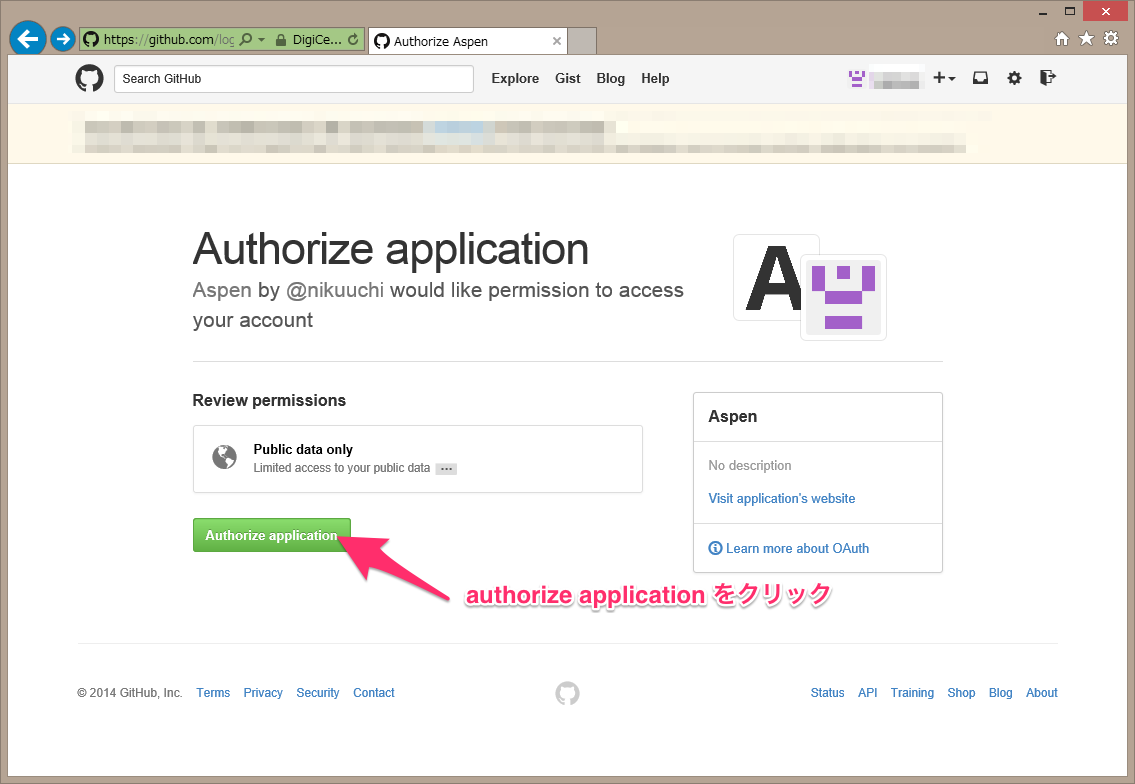 https://github.com/log
DigiCe...
Authorize Aspen
Search GitHub
Explore Gist Blog Help
Authorize application
Aspen by @nikuuchi would like permission to access
your account
A
Review permissions
Public data only
Limited access to your public data ...
Authorize application
Aspen
No description
Visit application's website
Learn more about OAuth
authorize application をクリック
© 2014 GitHub, Inc. Terms Privacy Security Contact
Status API Training Shop Blog About